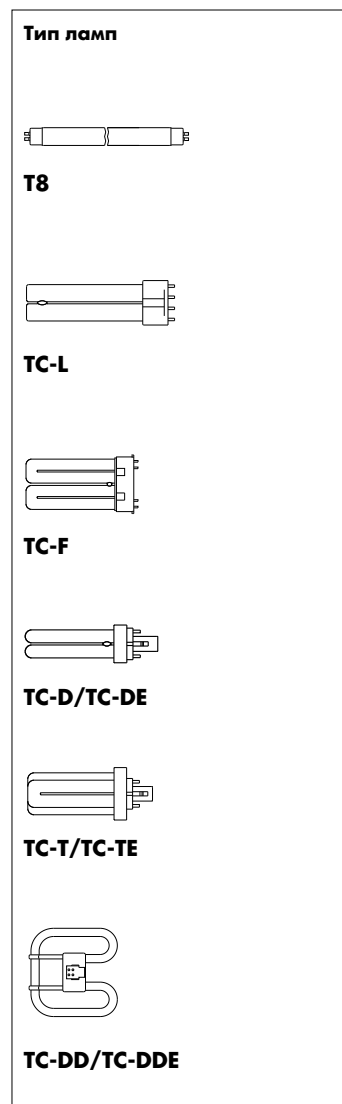 Тип ламп
T8
TC-L
TC-F
TC-D/TC-DE
TC-T/TC-TE
TC-DD/TC-DDE